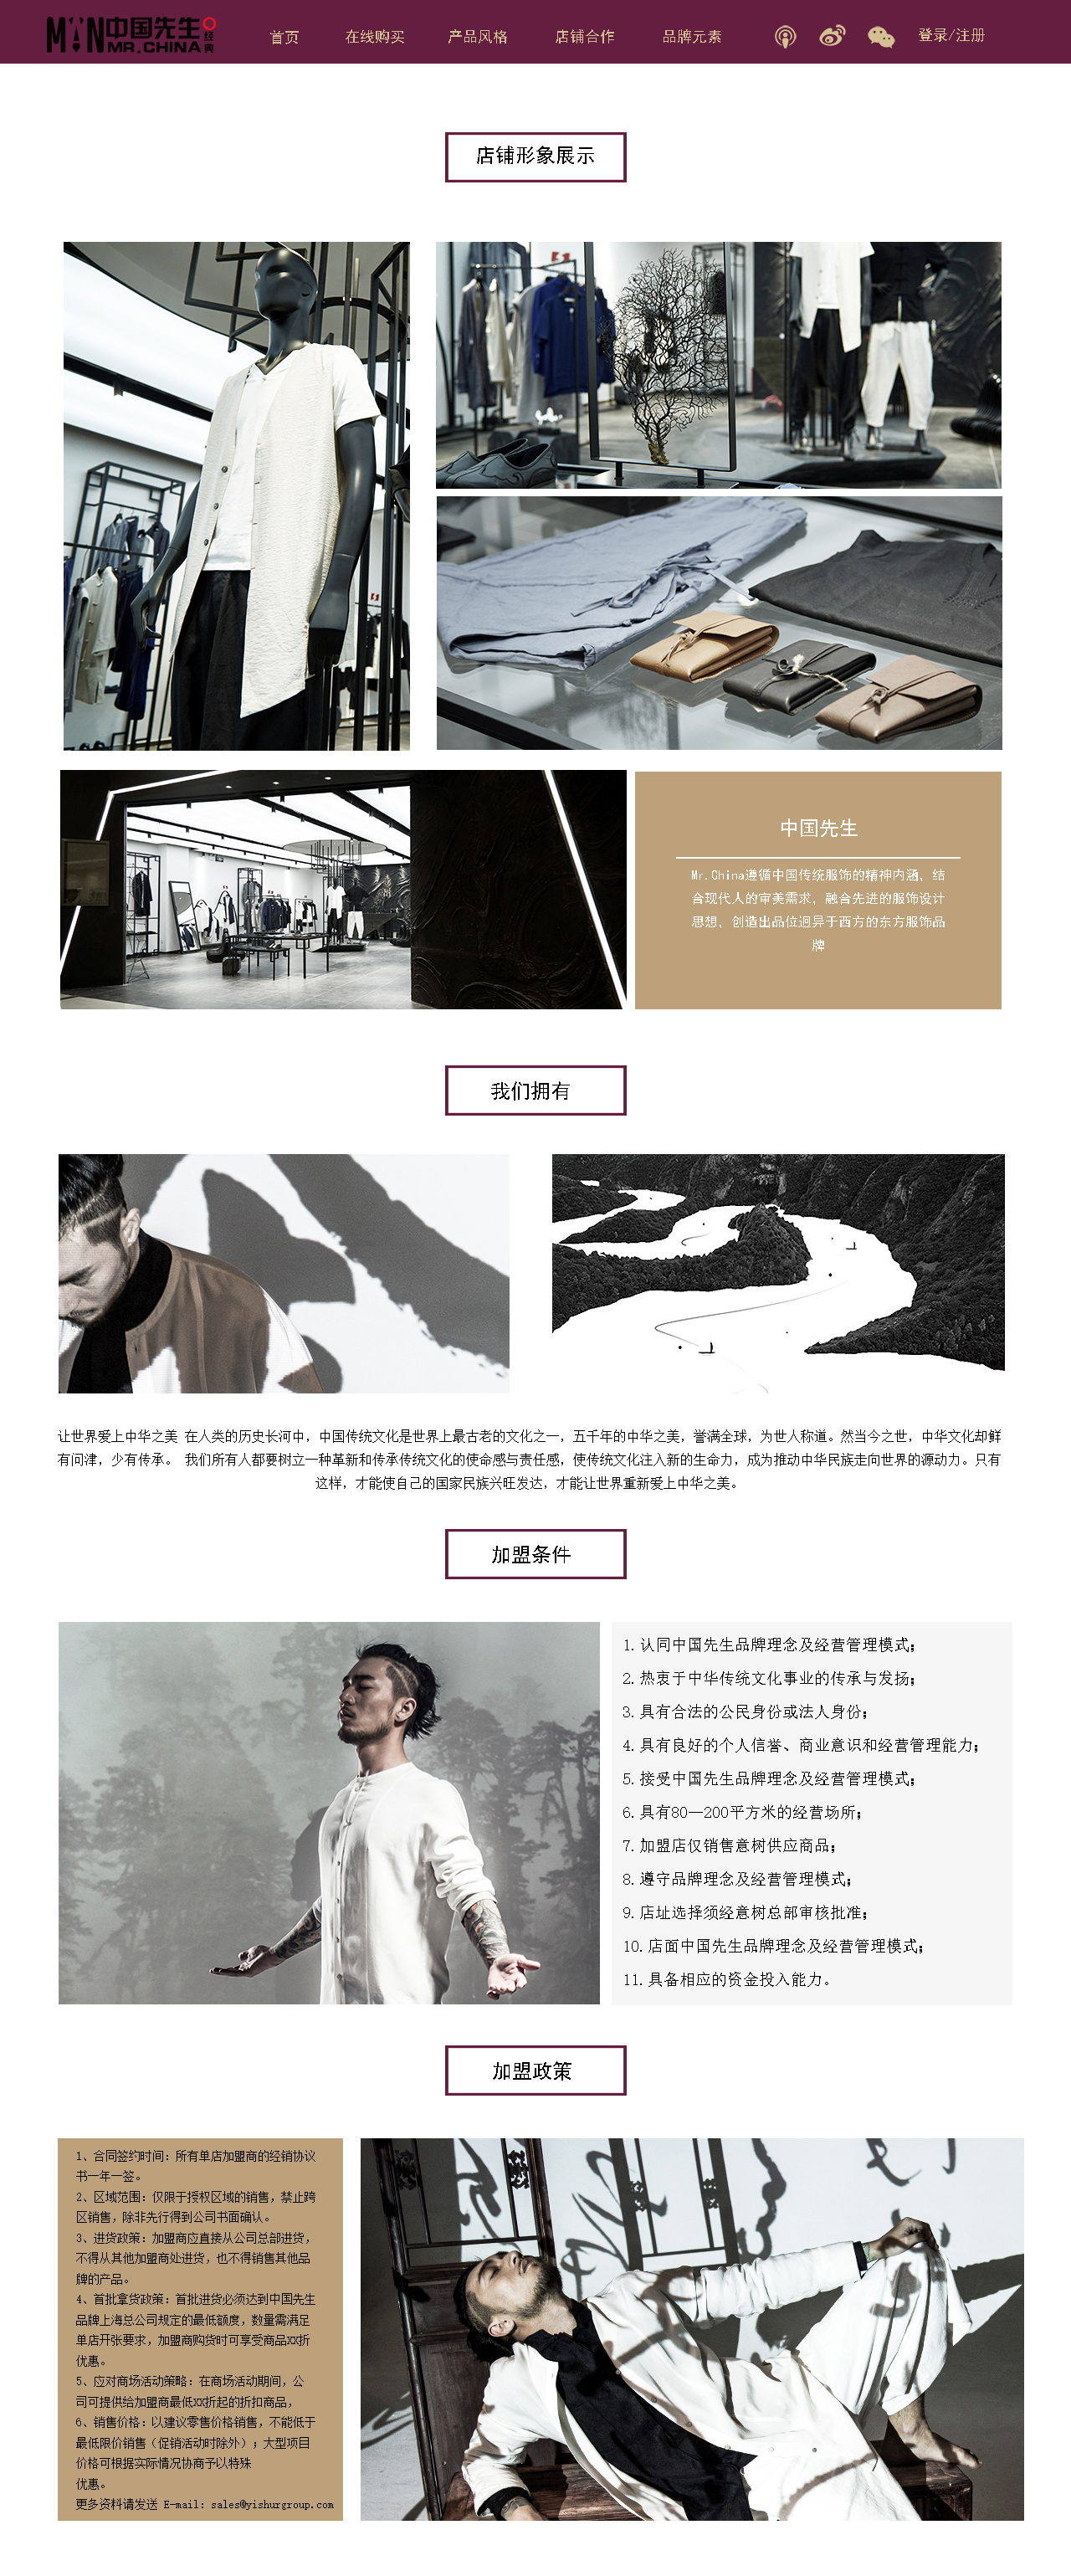 MAN中国先生经典
MR.CHINA
首页
在线购买
产品风格
店铺合作
品牌元素
登录/注册
店铺形象展示
中国先生
Mr.China遵循中国传统服饰的精神内涵，结
合现代人的审美需求，融合先进的服饰设计
思想，创造出品位迥异于西方的东方服饰品
牌
我们拥有
让世界爱上中华之美 在人类的历史长河中，中国传统文化是世界上最古老的文化之一，五千年的中华之美，誉满全球，为世人称道。然当今之世，中华文化却鲜
有问津，少有传承。 我们所有人都要树立一种革新和传承传统文化的使命感与责任感，使传统文化注入新的生命力，成为推动中华民族走向世界的源动力。只有
这样，才能使自己的国家民族兴旺发达，才能让世界重新爱上中华之美。
加盟条件
1.认同中国先生品牌理念及经营管理模式；
2.热衷于中华传统文化事业的传承与发扬；
3.具有合法的公民身份或法人身份；
4.具有良好的个人信誉、商业意识和经营管理能力；
5.接受中国先生品牌理念及经营管理模式；
6.具有80—200平方米的经营场所；
7.加盟店仅销售意树供应商品；
8.遵守品牌理念及经营管理模式；
9.店址选择须经意树总部审核批准；
10.店面中国先生品牌理念及经营管理模式；
11.具备相应的资金投入能力。
加盟政策
1、合同签约时间：所有单店加盟商的经销协议
书一年一签。
2、区域范围：仅限于授权区域的销售，禁止跨
区销售，除非先行得到公司书面确认。
3、进货政策：加盟商应直接从公司总部进货，
不得从其他加盟商处进货，也不得销售其他品
牌的产品。
4、首批拿货政策：首批进货必须达到中国先生
品牌上海总公司规定的最低额度，数量需满足
单店开张要求，加盟商购货时可享受商品XX折
优惠。
5、应对商场活动策略：在商场活动期间，公
司可提供给加盟商最低XX折起的折扣商品，
6、销售价格：以建议零售价格销售，不能低于
最低限价销售（促销活动时除外）；大型项目
价格可根据实际情况协商予以特殊
优惠。
更多资料请发送 E-mail：sales@yishurgroup.com